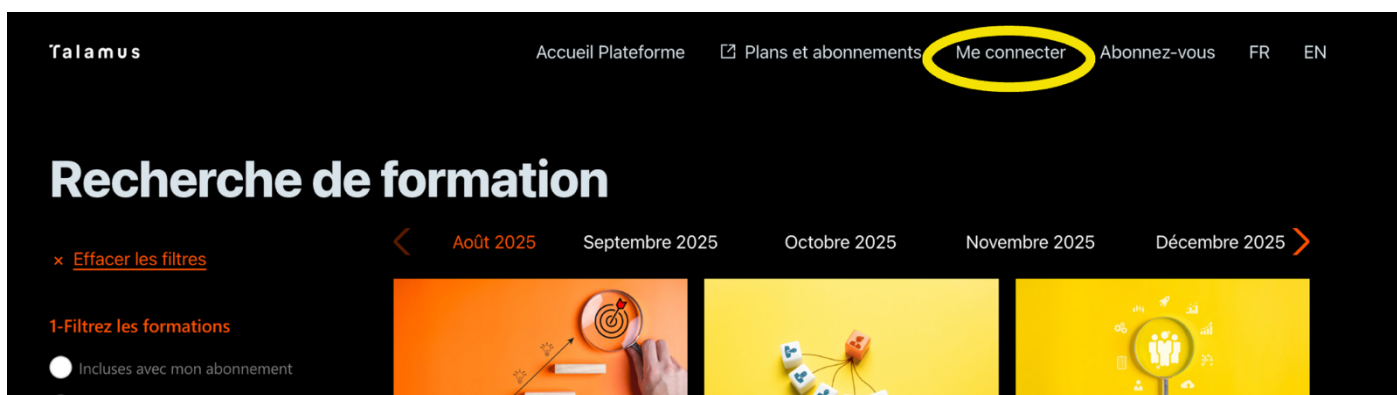 Talamus
Accueil Plateforme Plans et abonnements Me connecter Abonnez-vous FR EN
Recherche de formation
Août 2025 Septembre 2025 Octobre 2025 Novembre 2025 Décembre 2025
× Effacer les filtres
1-Filtrez les formations
Incluses avec mon abonnement